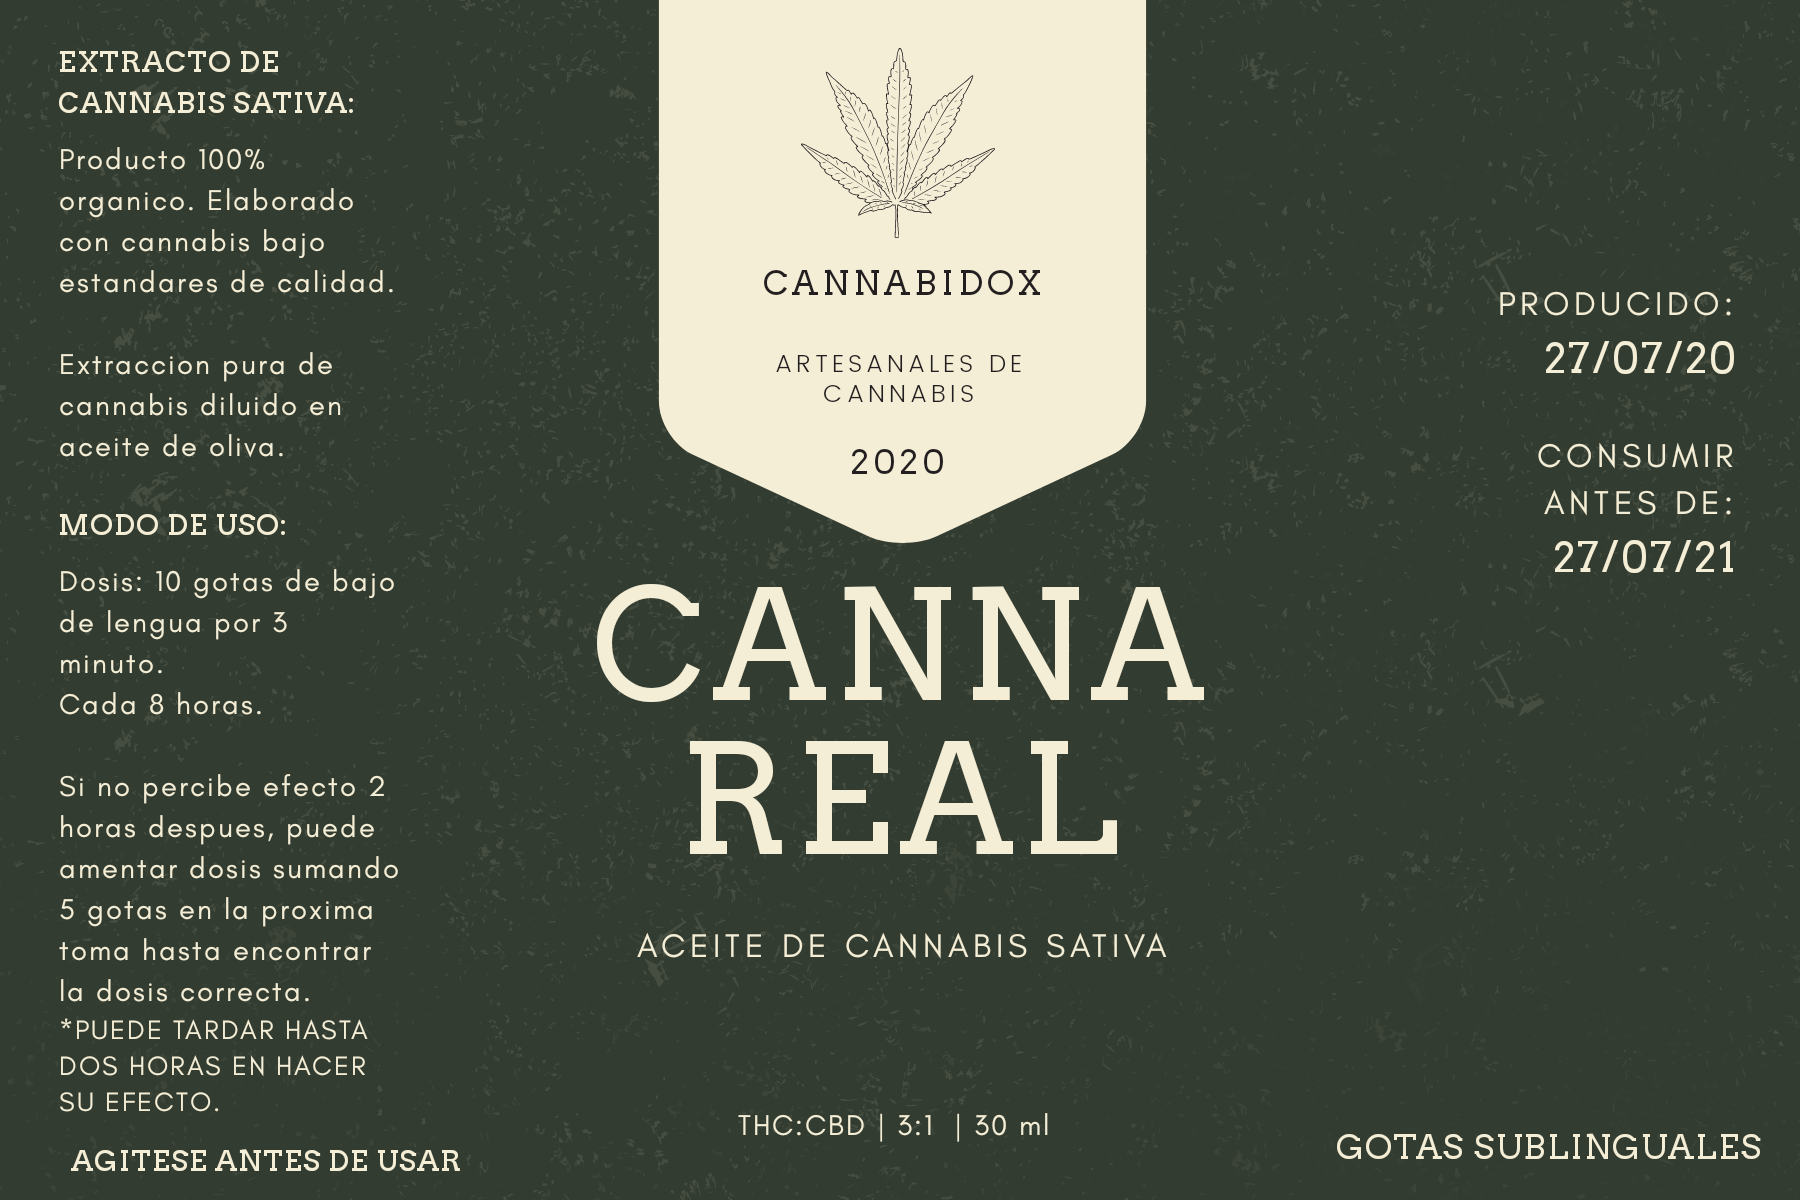 EXTRACTO DE
CANNABIS SATIVA:
Producto 100%
organico. Elaborado
con cannabis bajo
estandares de calidad.
Extraccion pura de
cannabis diluido en
aceite de oliva.
MODO DE USO:
Dosis: 10 gotas de bajo
de lengua por 3
minuto.
Cada 8 horas.
Si no percibe efecto 2
horas despues, puede
amentar dosis sumando
5 gotas en la proxima
toma hasta encontrar
la dosis correcta.
*PUEDE TARDAR HASTA
DOS HORAS EN HACER
SU EFECTO.
AGITESE ANTES DE USAR
CANNABIDOX
ARTESANALES DE
CANNABIS
2020
CANNA
REAL
ACEITE DE CANNABIS SATIVA
THC:CBD | 3:1 | 30 ml
PRODUCIDO:
27/07/20
CONSUMIR
ANTES DE:
27/07/21
GOTAS SUBLINGUALES